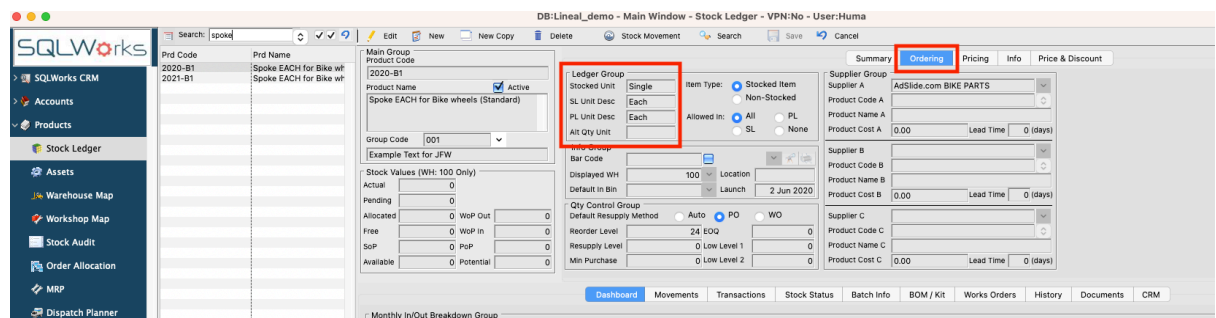 DB:Lineal_demo - Main Window - Stock Ledger - VPN:No - User:Huma
SQLWorks
Search: spoke
Edit New New Copy Delete Stock Movement Search Save Cancel
SQLWorks CRM
Accounts
Products
Stock Ledger
Assets
Warehouse Map
Workshop Map
Stock Audit
Order Allocation
MRP
Dispatch Planner
Prd Code Prd Name
2020-B1 Spoke EACH for Bike wh
2021-B1 Spoke EACH for Bike wh
Main Group
Product Code
2020-B1
Product Name Active
Spoke EACH for Bike wheels (Standard)
Group Code 001
Example Text for JFW
Stock Values (WH: 100 Only)
Actual 0
Pending 0
Allocated 0 WoP Out 0
Free 0 WoP In 0
SoP 0 PoP 0
Available 0 Potential 0
Summary Ordering Pricing Info Price & Discount
Ledger Group
Stocked Unit Single Item Type: Stocked Item
SL Unit Desc Each Non-Stocked
PL Unit Desc Each Allowed In: All PL
Alt Qty Unit SL None
Info Group
Bar Code
Displayed WH 100 Location
Default In Bin Launch 2 Jun 2020
Qty Control Group
Default Resupply Method Auto PO WO
Reorder Level 24 EOQ 0
Resupply Level 0 Low Level 1 0
Min Purchase 0 Low Level 2 0
Supplier Group
Supplier A AdSlide.com BIKE PARTS
Product Code A
Product Name A
Product Cost A 0.00 Lead Time 0 (days)
Supplier B
Product Code B
Product Name B
Product Cost B 0.00 Lead Time 0 (days)
Supplier C
Product Code C
Product Name C
Product Cost C 0.00 Lead Time 0 (days)
Dashboard Movements Transactions Stock Status Batch Info BOM / Kit Works Orders History Documents CRM
Monthly In/Out Breakdown Group